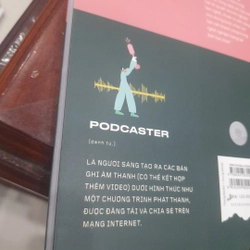 PODCASTER
(danh từ)
LÀ NGƯỜI SÁNG TẠO RA CÁC BẢN
GHI ÂM THANH (CÓ THỂ KẾT HỢP
THÊM VIDEO) DƯỚI HÌNH THỨC NHƯ
MỘT CHƯƠNG TRÌNH PHÁT THANH,
ĐƯỢC ĐĂNG TẢI VÀ CHIA SẺ TRÊN
MẠNG INTERNET.